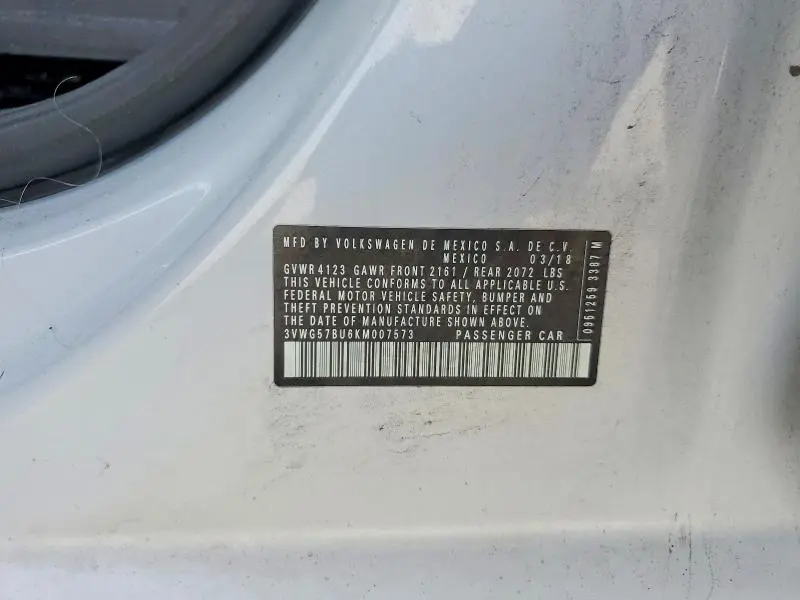 MFD BY VOLKSWAGEN DE MEXICO S.A. DE C.V.
MEXICO 03/18
GVWR 4123 GAWR FRONT 2161 / REAR 2072 LBS
THIS VEHICLE CONFORMS TO ALL APPLICABLE U.S.
FEDERAL MOTOR VEHICLE SAFETY, BUMPER AND
THEFT PREVENTION STANDARDS IN EFFECT ON
THE DATE OF MANUFACTURE SHOWN ABOVE.
3VWG57BU6KM007573 PASSENGER CAR
0961269 3387 M